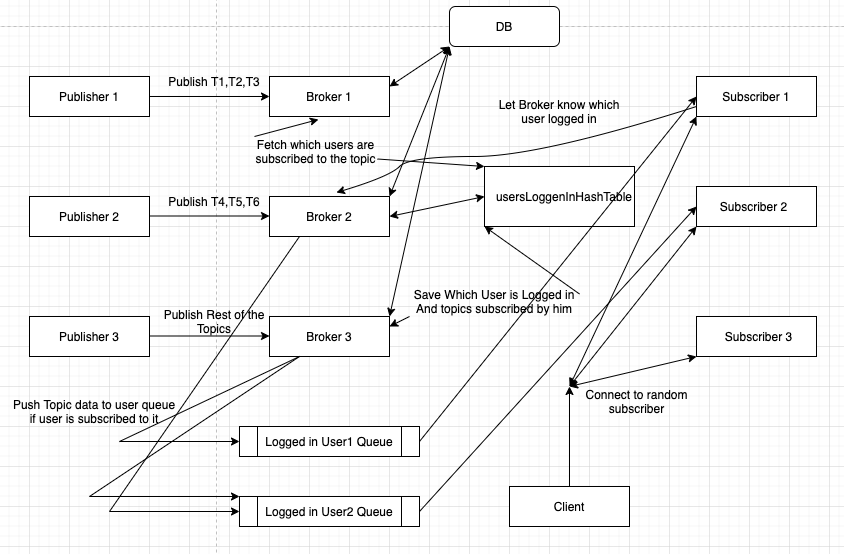 DB
Publisher 1
Publish T1,T2,T3
Broker 1
Subscriber 1
Let Broker know which
user logged in
Fetch which users are
subscribed to the topic
Publisher 2
Publish T4,T5,T6
Broker 2
usersLoggenInHashTable
Subscriber 2
Save Which User is Logged in
And topics subscribed by him
Publisher 3
Publish Rest of the
Topics
Broker 3
Subscriber 3
Connect to random
subscriber
Push Topic data to user queue
if user is subscribed to it
Logged in User1 Queue
Logged in User2 Queue
Client